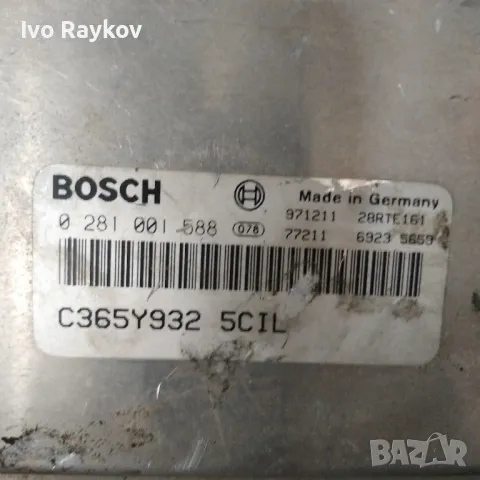 Ivo Raykov
BOSCH
Made in Germany
0 281 001 588 078 971211 28RTE161
77211 6923 5659
C365Y932 5CIL
BAZAR